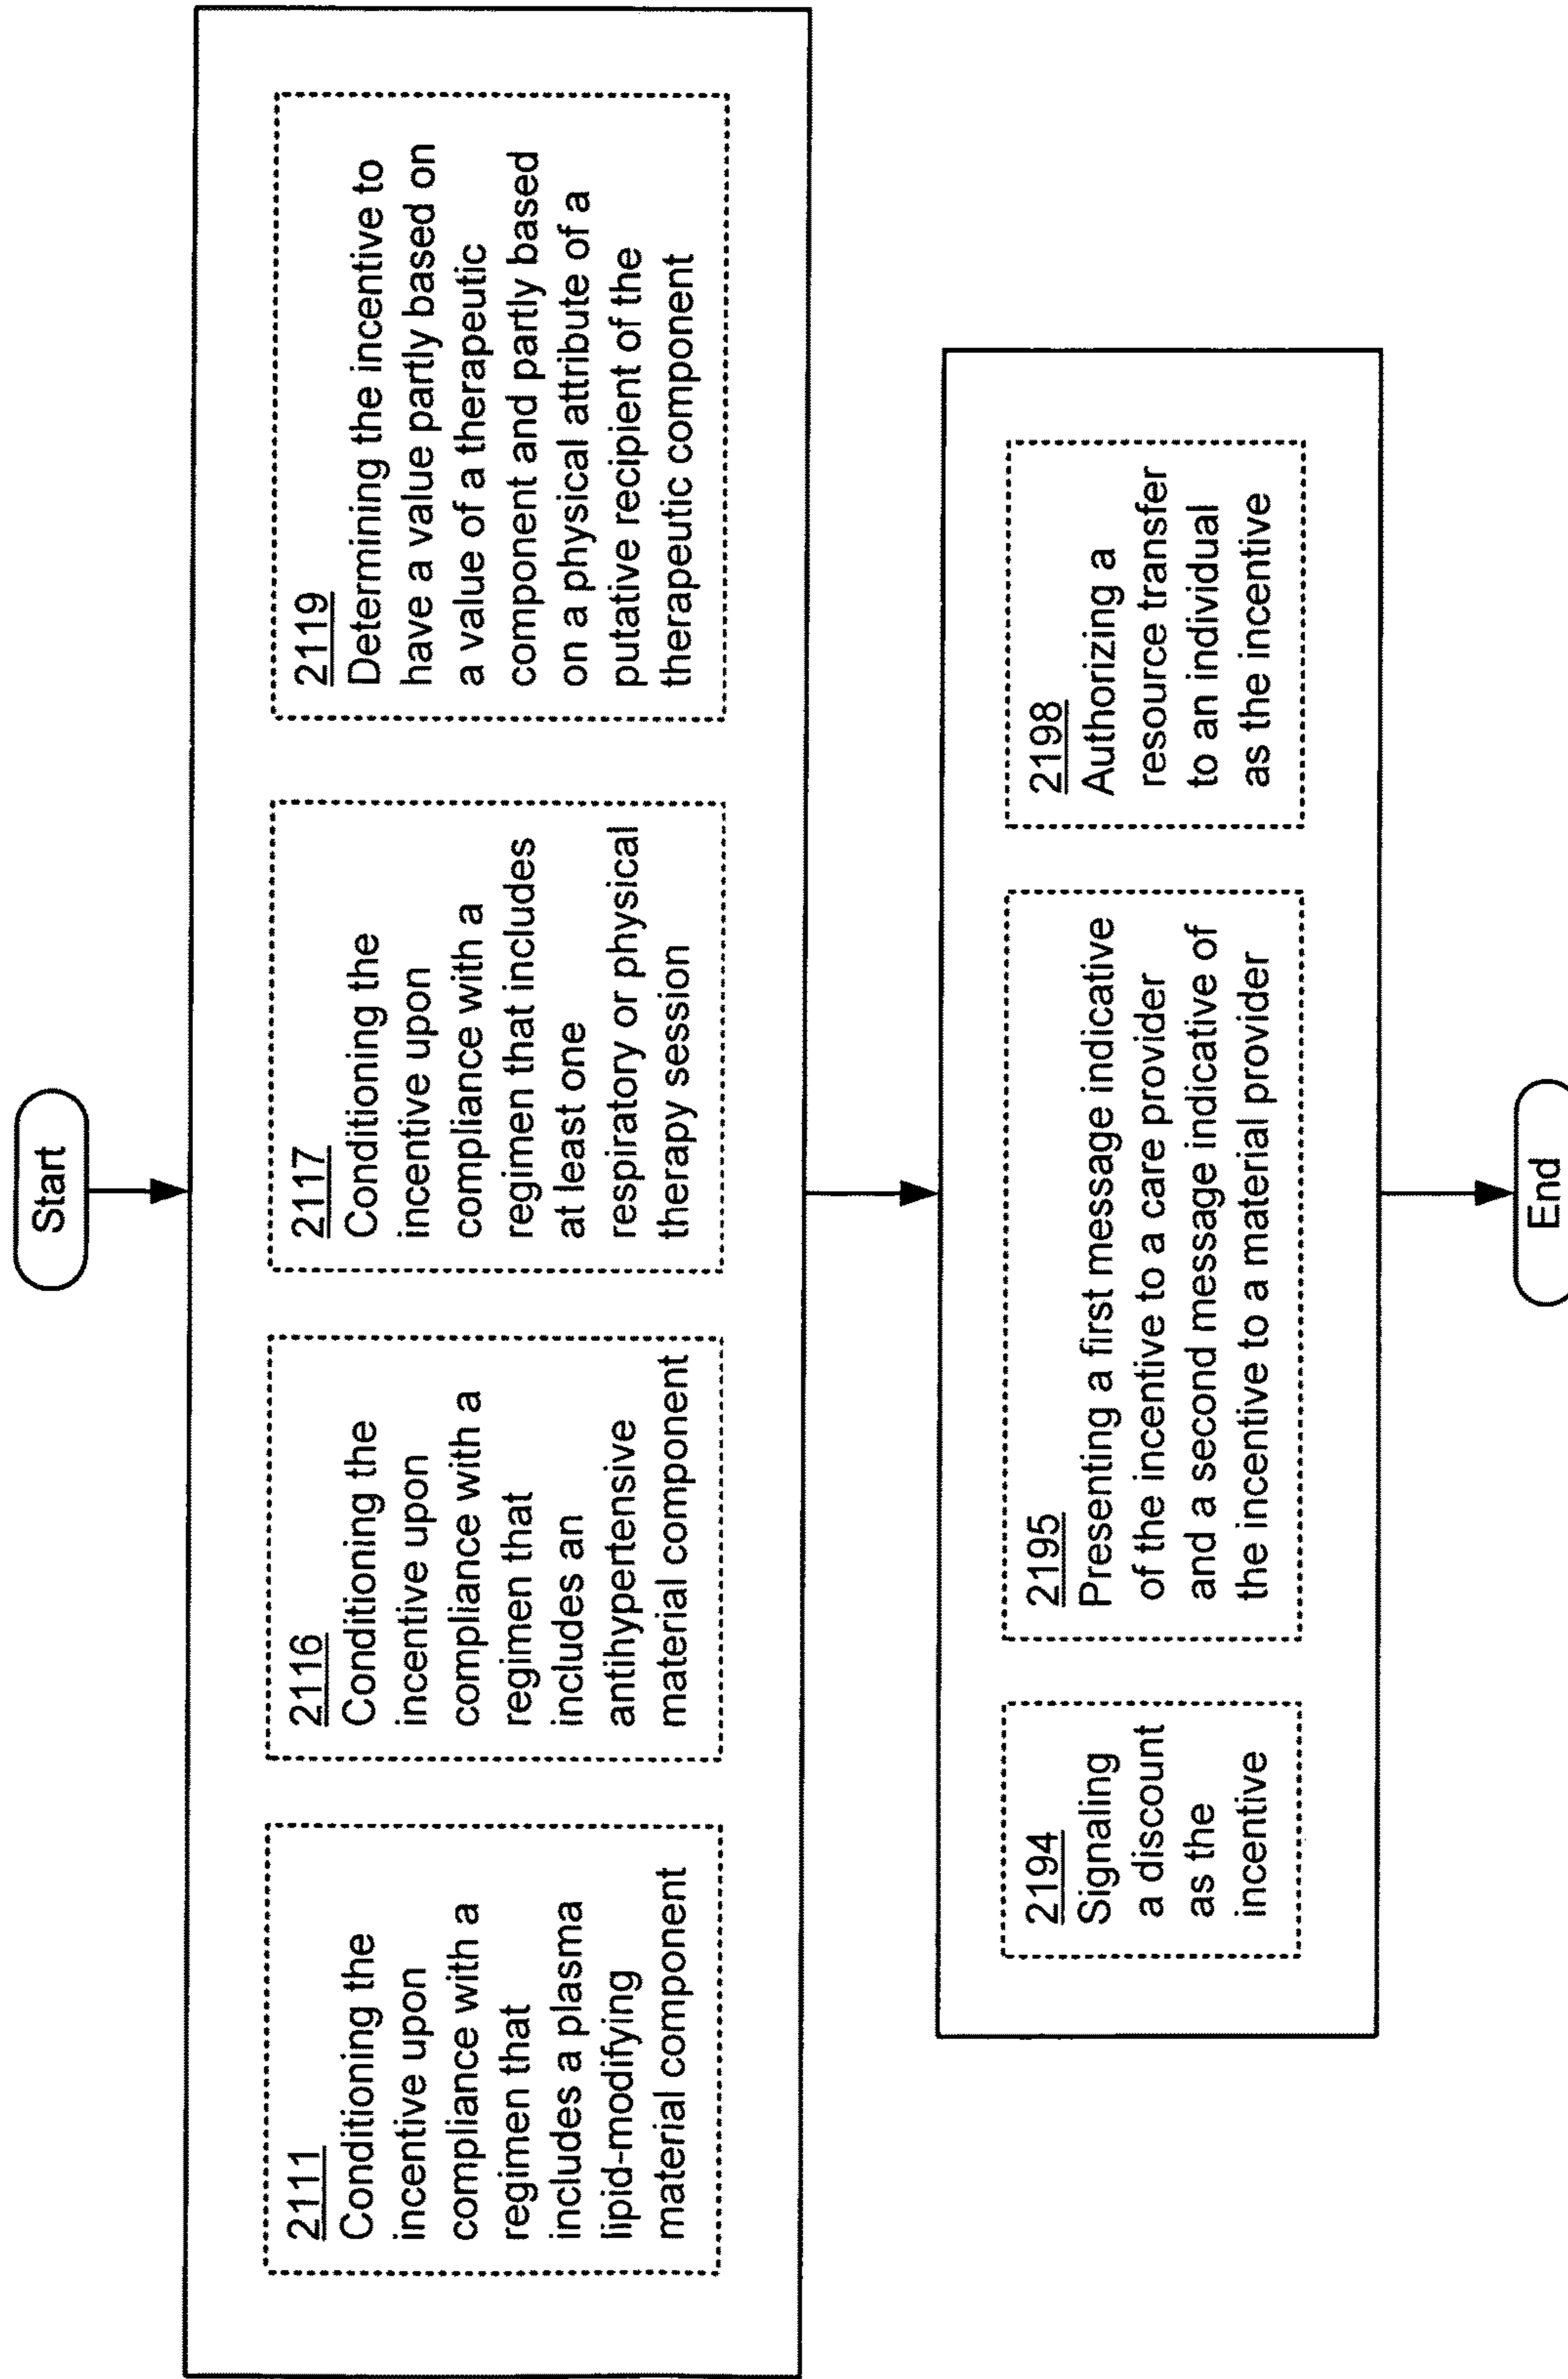 Start
2111
Conditioning the
incentive upon
compliance with a
regimen that
includes a plasma
lipid-modifying
material component
2116
Conditioning the
incentive upon
compliance with a
regimen that
includes an
antihypertensive
material component
2117
Conditioning the
incentive upon
compliance with a
regimen that includes
at least one
respiratory or physical
therapy session
2119
Determining the incentive to
have a value partly based on
a value of a therapeutic
component and partly based
on a physical attribute of a
putative recipient of the
therapeutic component
2194
Signaling
a discount
as the
incentive
2195
Presenting a first message indicative
of the incentive to a care provider
and a second message indicative of
the incentive to a material provider
2198
Authorizing a
resource transfer
to an individual
as the incentive
End